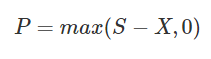 P = max(S − X, 0)